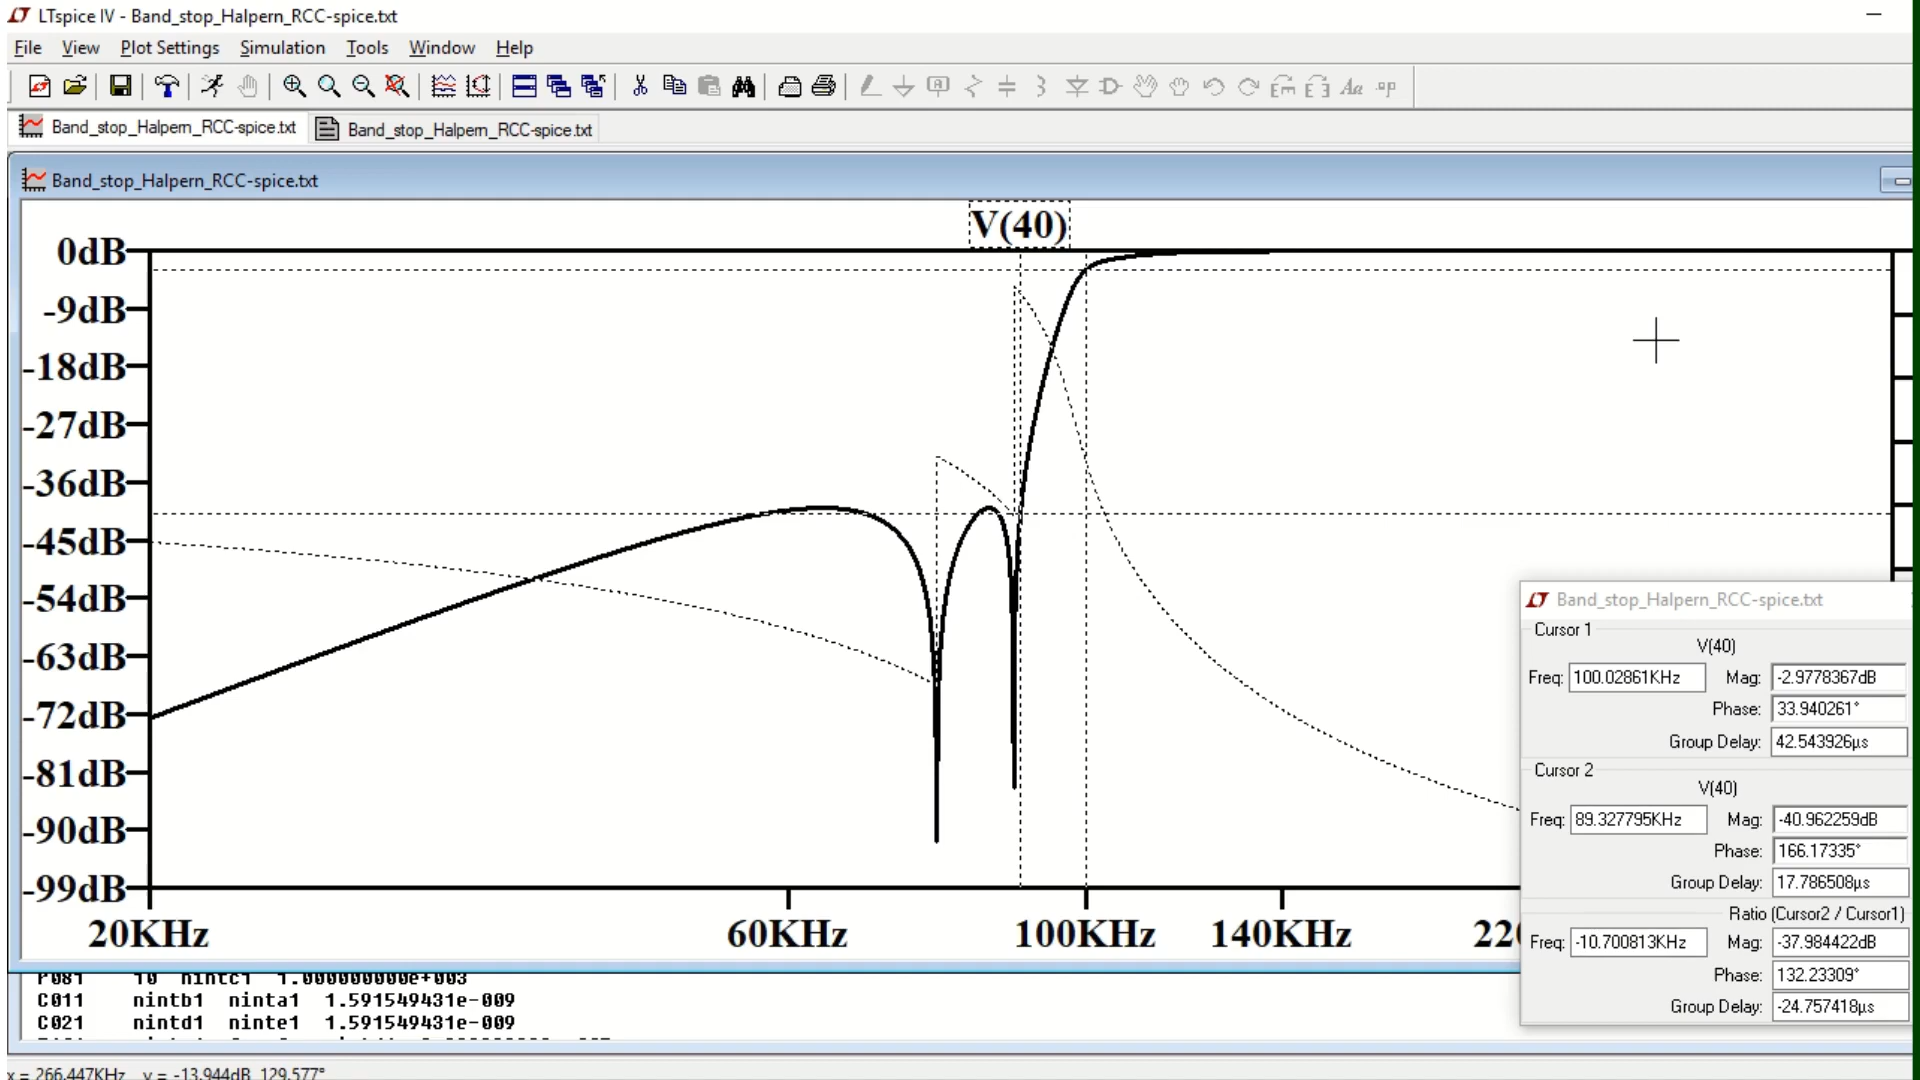 LTspice IV - Band_stop_Halpern_RCC-spice.txt
File View Plot Settings Simulation Tools Window Help
Band_stop_Halpern_RCC-spice.txt Band_stop_Halpern_RCC-spice.txt
Band_stop_Halpern_RCC-spice.txt
V(40)
0dB
-9dB
-18dB
-27dB
-36dB
-45dB
-54dB
-63dB
-72dB
-81dB
-90dB
-99dB
20KHz 60KHz 100KHz 140KHz
Band_stop_Halpern_RCC-spice.txt
Cursor 1
V(40)
Freq: 100.02861KHz Mag: -2.9778367dB
Phase: 33.940261°
Group Delay: 42.543926µs
Cursor 2
V(40)
Freq: 89.327795KHz Mag: -40.962259dB
Phase: 166.17335°
Group Delay: 17.786508µs
Ratio (Cursor2 / Cursor1)
Freq: -10.700813KHz Mag: -37.984422dB
Phase: 132.23309°
Group Delay: -24.757418µs
10 nintc1 1.000000000e+003
C011 nintb1 ninta1 1.591549431e-009
C021 nintd1 ninte1 1.591549431e-009
x = 266.447KHz y = -13.944dB, 129.577°